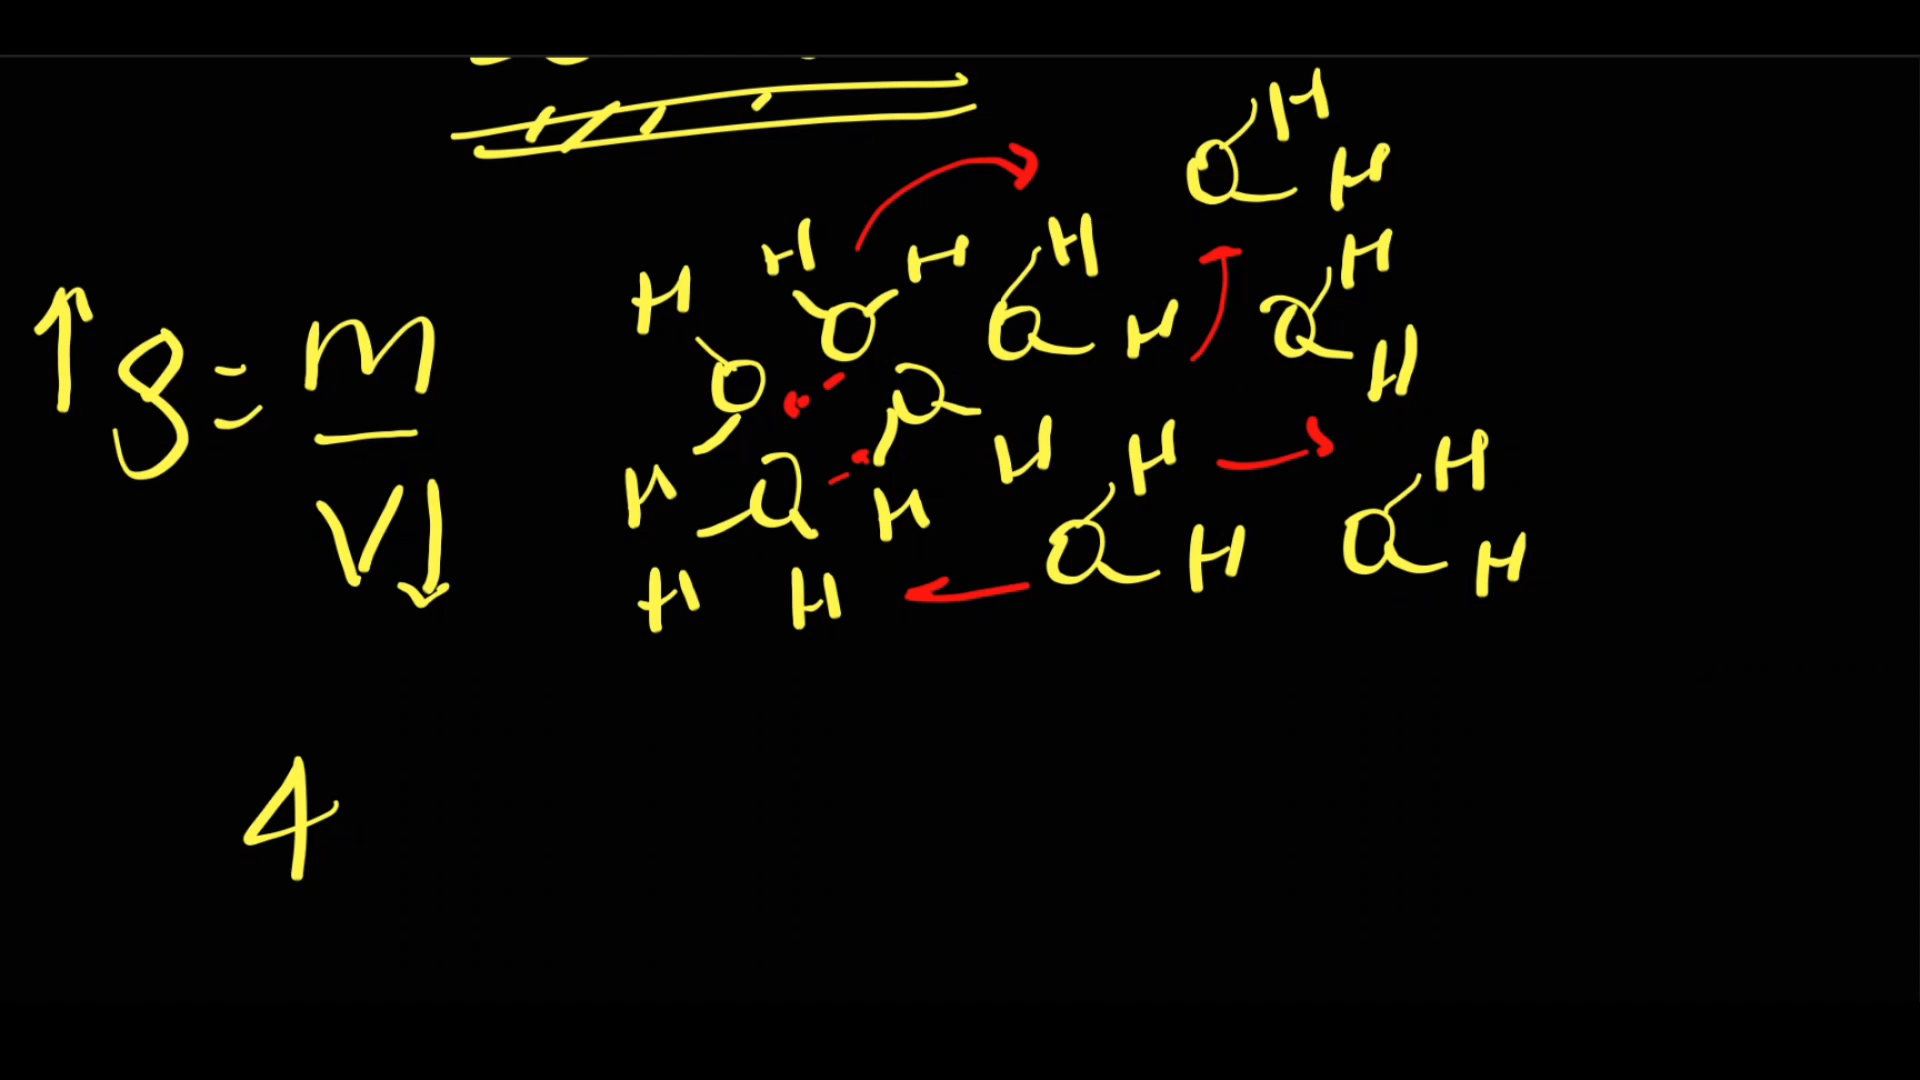 ↑ρ = m/V↓
H H
O H
H H H H H
H O O O O H
O O H
H O H H H
H H O H O H
H H
4